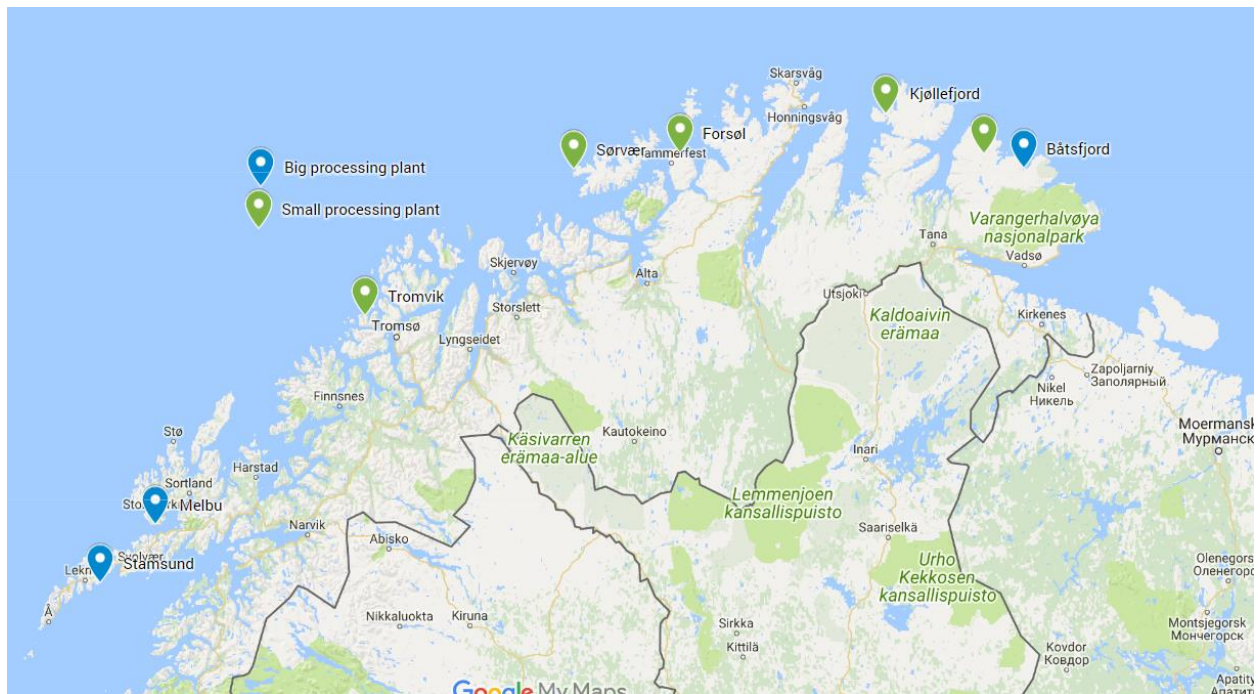 Skarsvåg
Honningsvåg
Kjøllefjord
Forsøl
Sørvær
ammerfest
Båtsfjord
Big processing plant
Small processing plant
Varangerhalvøya
nasjonalpark
Tana
Vadsø
Skjervøy
Alta
Utsjoki
Tromvik
Storslett
Kaldoaivin
erämaa
Kirkenes
Tromsø
Lyngseidet
Zapoljarniy
Заполярный
Nikel
Никель
Finnsnes
Stø
Käsivarren
erämaa-alue
Kautokeino
Moermansk
Мурманск
Inari
Harstad
Sortland
Melbu
Lemmenjoen
kansallispuisto
Narvik
Abisko
Saariselkä
Svolvær
Stamsund
Lekn
Urho
Kekkosen
kansallispuisto
Olenegors
Оленегор
Å
Nikkaluokta
Kiruna
Sirkka
Kittilä
Montsjegorsk
Мончегорск
Kovdor
Ковдор
Apatity
Google My Maps